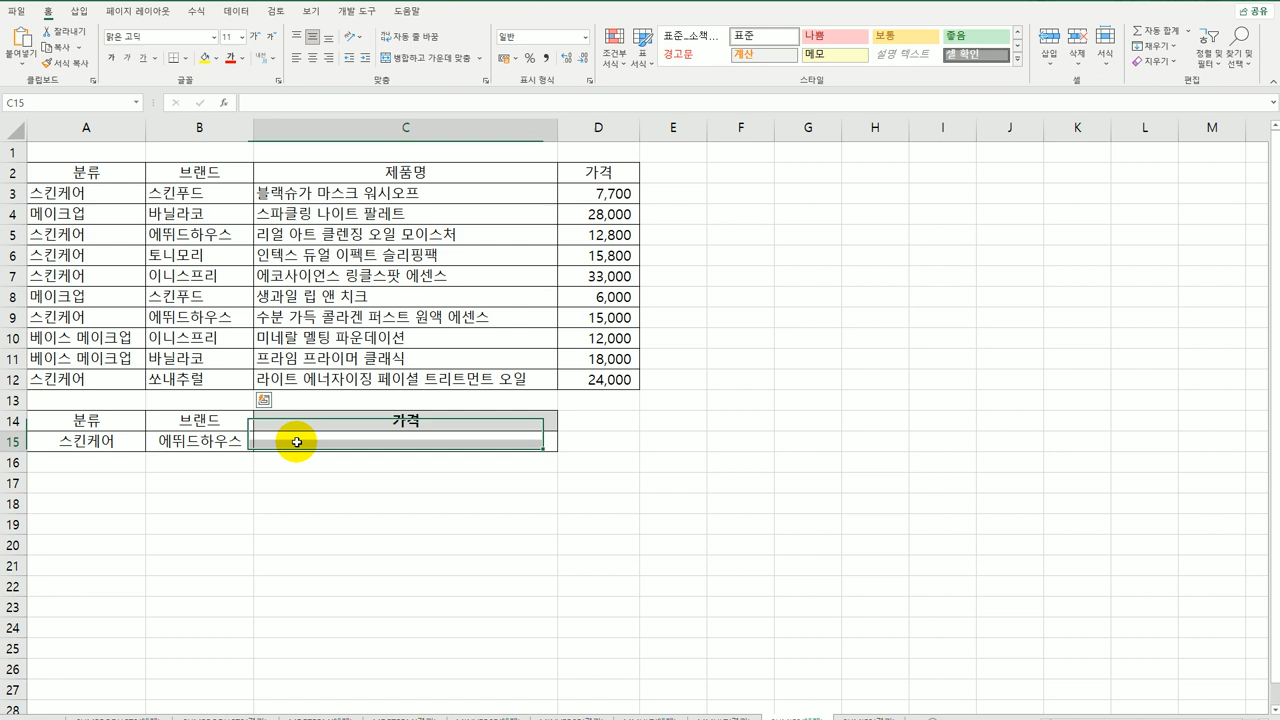 파일 홈 삽입 페이지 레이아웃 수식 데이터 검토 보기 개발 도구 도움말 공유
붙여넣기 잘라내기 복사 서식 복사 클립보드
맑은 고딕 11 가 가 가 가 가 가 글꼴
자동 줄 바꿈 병합하고 가운데 맞춤 맞춤
일반 % 표시 형식
조건부 서식 표 서식 표준_소책... 표준 나쁨 보통 좋음
경고문 계산 메모 설명 텍스트 셀 확인 스타일
삽입 삭제 서식 셀
자동 합계 채우기 지우기 정렬 및 필터 찾기 및 선택 편집
C15 fx
A B C D E F G H I J K L M
1
2 분류 브랜드 제품명 가격
3 스킨케어 스킨푸드 블랙슈가 마스크 워시오프 7,700
4 메이크업 바닐라코 스파클링 나이트 팔레트 28,000
5 스킨케어 에뛰드하우스 리얼 아트 클렌징 오일 모이스처 12,800
6 스킨케어 토니모리 인텍스 듀얼 이펙트 슬리핑팩 15,800
7 스킨케어 이니스프리 에코사이언스 링클스팟 에센스 33,000
8 메이크업 스킨푸드 생과일 립 앤 치크 6,000
9 스킨케어 에뛰드하우스 수분 가득 콜라겐 퍼스트 원액 에센스 15,000
10 베이스 메이크업 이니스프리 미네랄 멜팅 파운데이션 12,000
11 베이스 메이크업 바닐라코 프라임 프라이머 클래식 18,000
12 스킨케어 쏘내추럴 라이트 에너자이징 페이셜 트리트먼트 오일 24,000
13
14 분류 브랜드 가격
15 스킨케어 에뛰드하우스
16
17
18
19
20
21
22
23
24
25
26
27
28